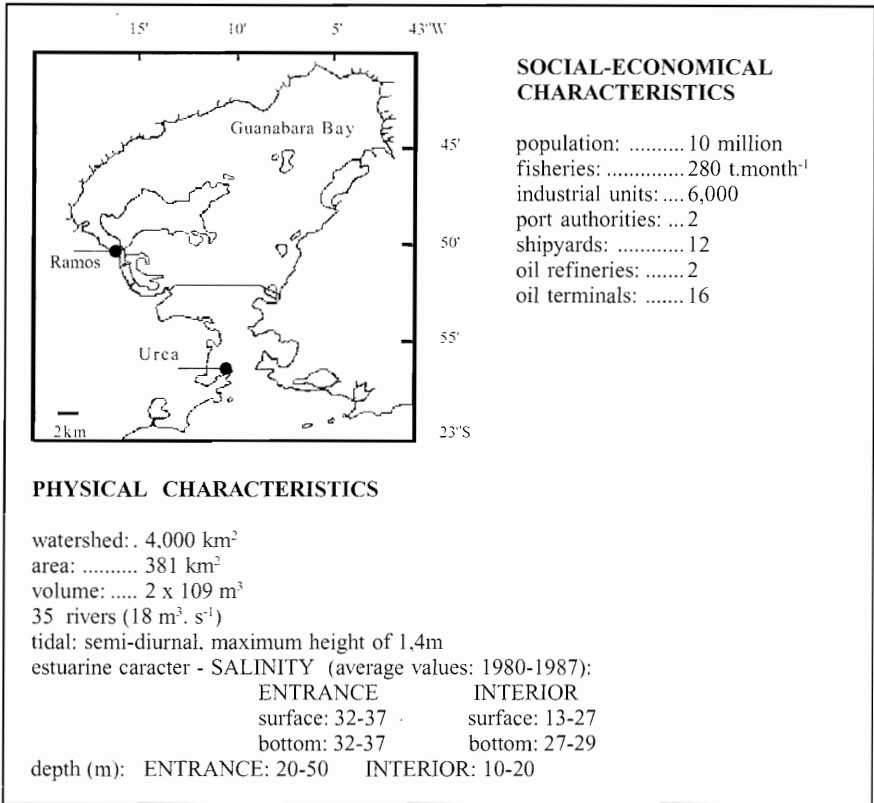 15' 10' 5' 43°W
Guanabara Bay
45'
50'
Ramos
55'
Urca
2km
23°S
SOCIAL-ECONOMICAL
CHARACTERISTICS
population: .......... 10 million
fisheries: ............. 280 t.month⁻¹
industrial units: .... 6,000
port authorities: ... 2
shipyards: ............ 12
oil refineries: ....... 2
oil terminals: ....... 16
PHYSICAL CHARACTERISTICS
watershed: . 4,000 km²
area: .......... 381 km²
volume: ..... 2 x 109 m³
35 rivers (18 m³. s⁻¹)
tidal: semi-diurnal, maximum height of 1,4m
estuarine caracter - SALINITY (average values: 1980-1987):
ENTRANCE INTERIOR
surface: 32-37 surface: 13-27
bottom: 32-37 bottom: 27-29
depth (m): ENTRANCE: 20-50 INTERIOR: 10-20